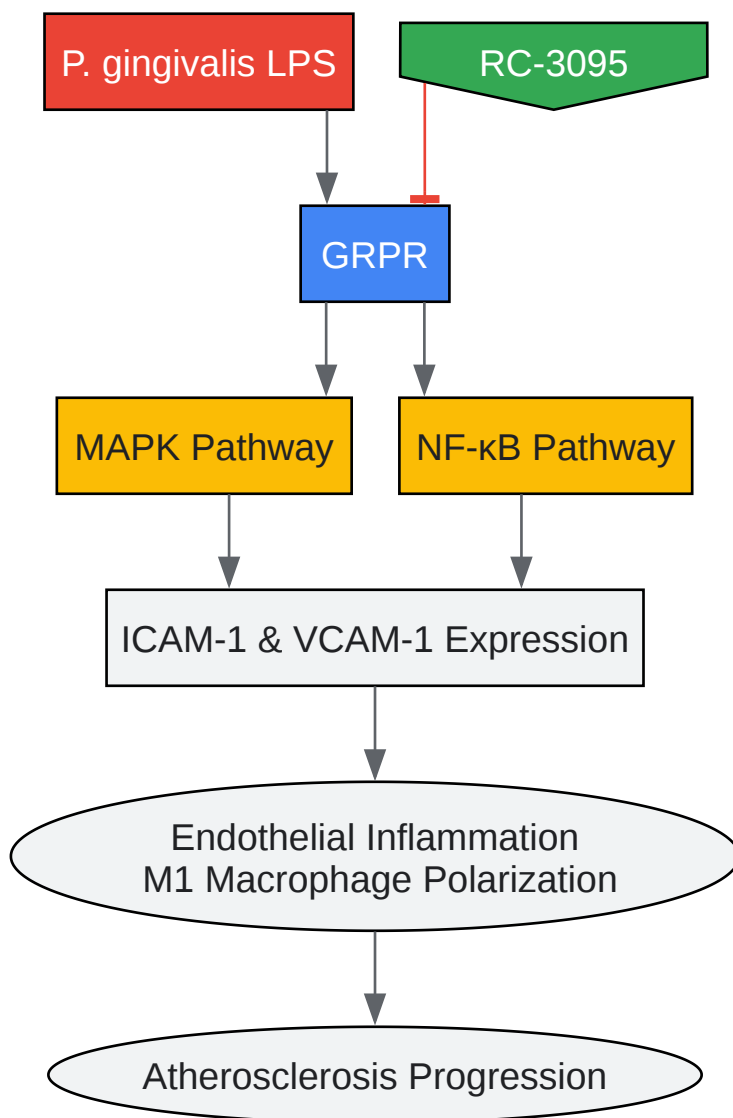 P. gingivalis LPS
RC-3095
GRPR
MAPK Pathway
NF-κB Pathway
ICAM-1 & VCAM-1 Expression
Endothelial Inflammation
M1 Macrophage Polarization
Atherosclerosis Progression